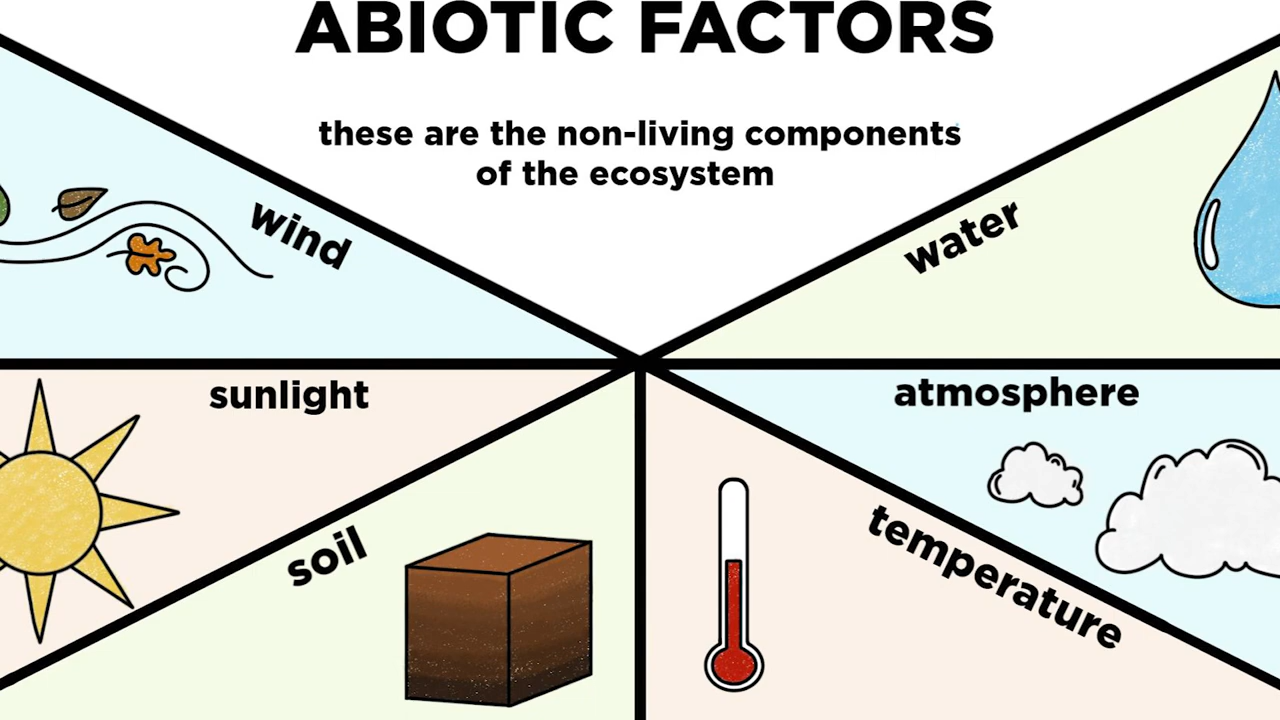 ABIOTIC FACTORS
these are the non-living components
of the ecosystem
wind
water
sunlight
atmosphere
soil
temperature